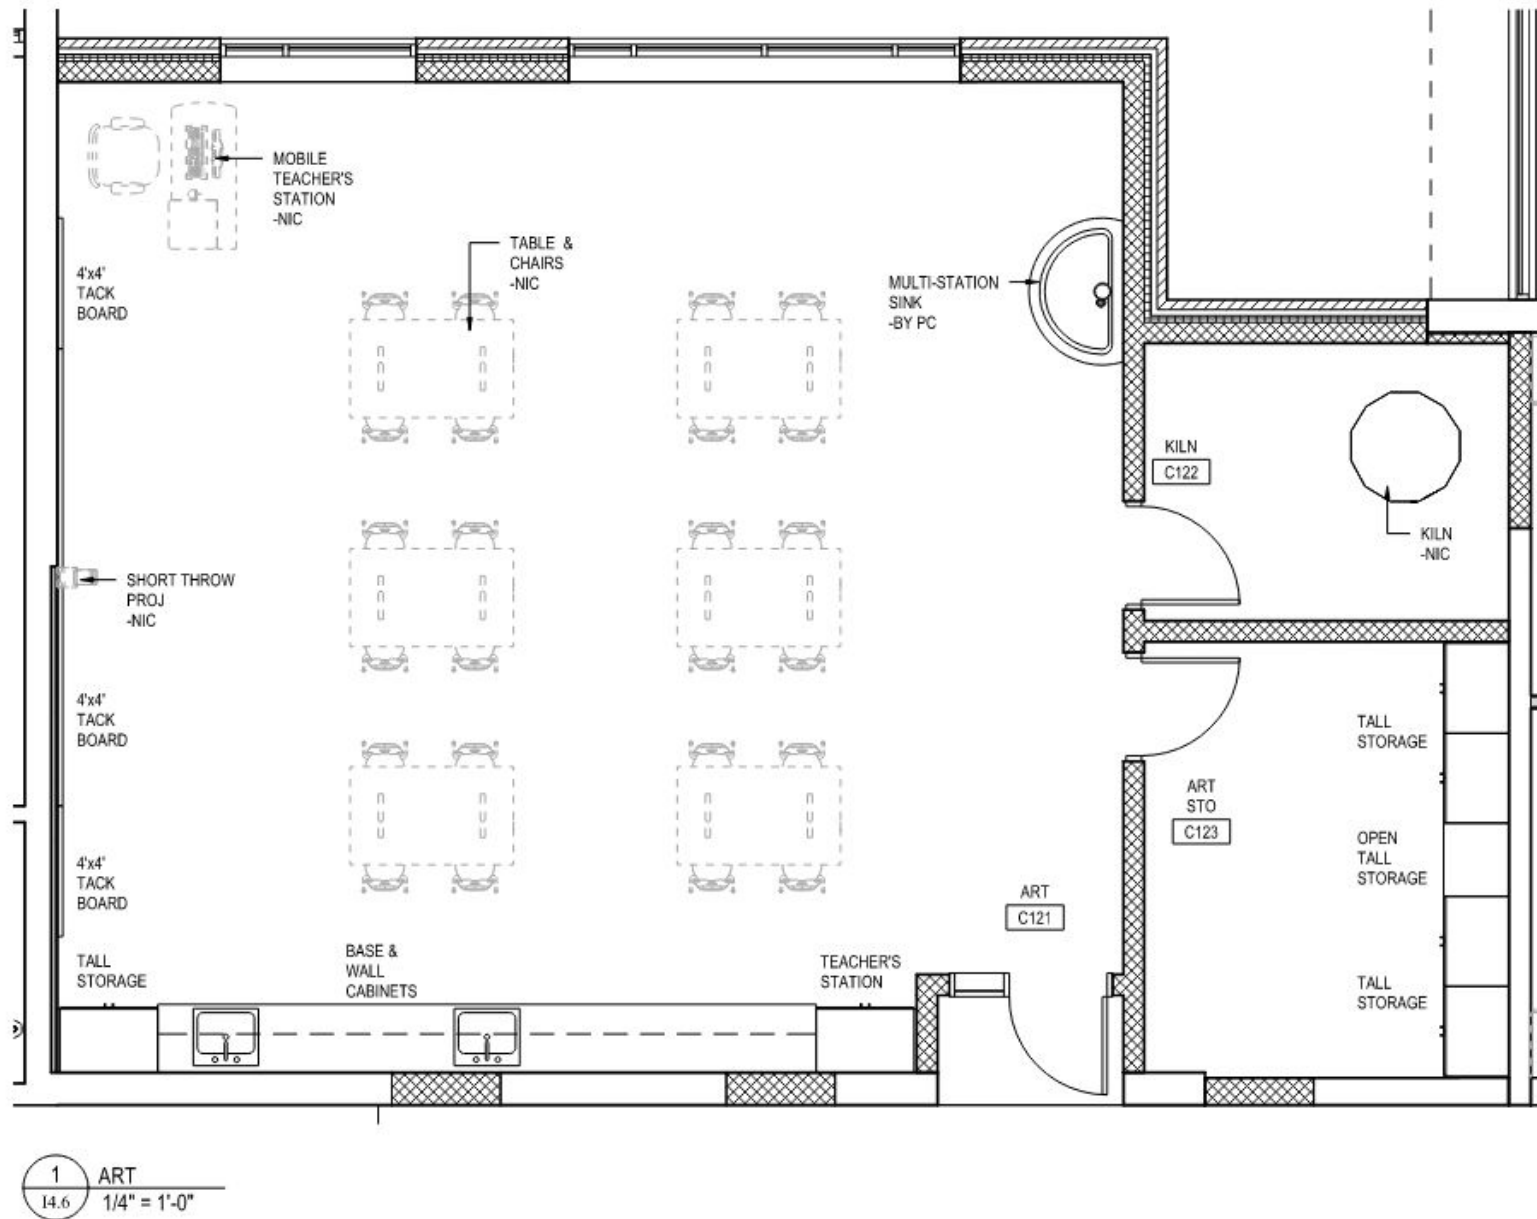 MOBILE
TEACHER'S
STATION
-NIC
TABLE &
CHAIRS
-NIC
4'x4'
TACK
BOARD
MULTI-STATION
SINK
-BY PC
KILN
C122
KILN
-NIC
SHORT THROW
PROJ
-NIC
4'x4'
TACK
BOARD
TALL
STORAGE
ART
STO
C123
OPEN
TALL
STORAGE
4'x4'
TACK
BOARD
ART
C121
TALL
STORAGE
BASE &
WALL
CABINETS
TEACHER'S
STATION
TALL
STORAGE
1 ART
I4.6 1/4" = 1'-0"